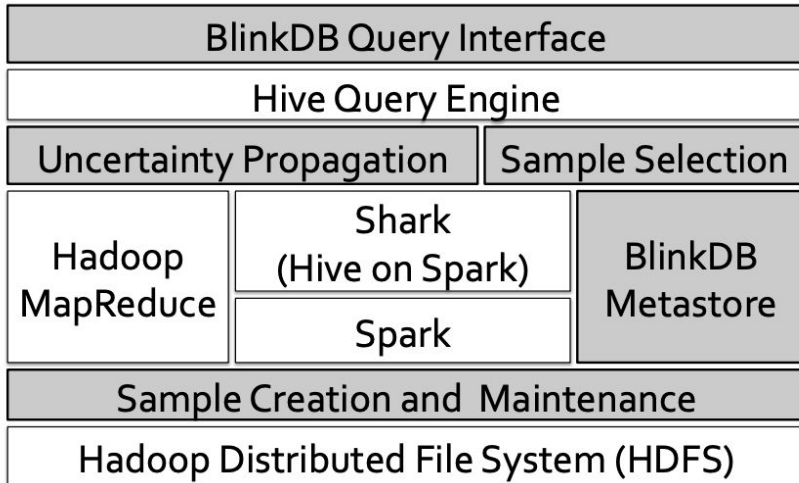 BlinkDB Query Interface
Hive Query Engine
Uncertainty Propagation
Sample Selection
Hadoop
MapReduce
Shark
(Hive on Spark)
Spark
BlinkDB
Metastore
Sample Creation and Maintenance
Hadoop Distributed File System (HDFS)